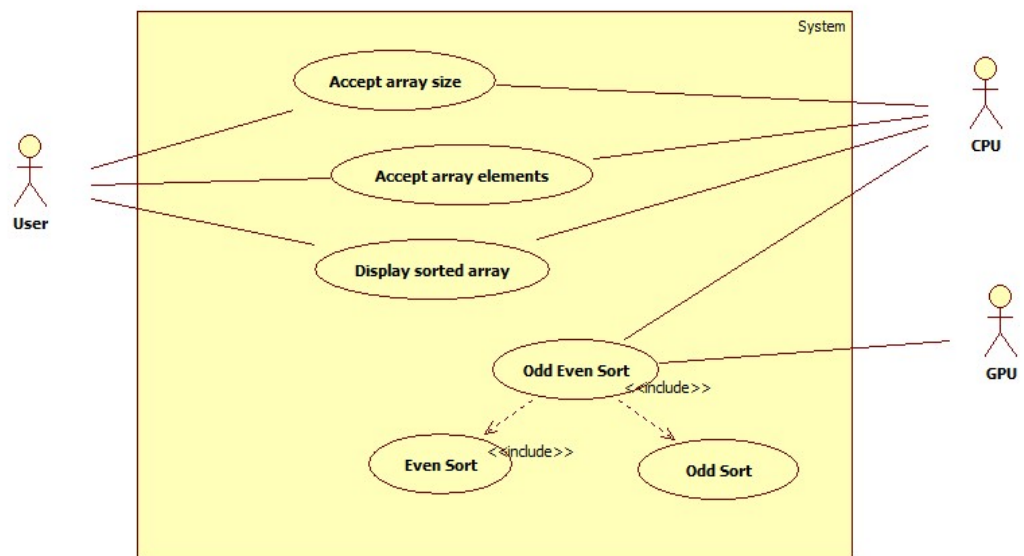 System
Accept array size
CPU
Accept array elements
User
Display sorted array
Odd Even Sort
GPU
<<include>>
<<include>>
Even Sort
Odd Sort